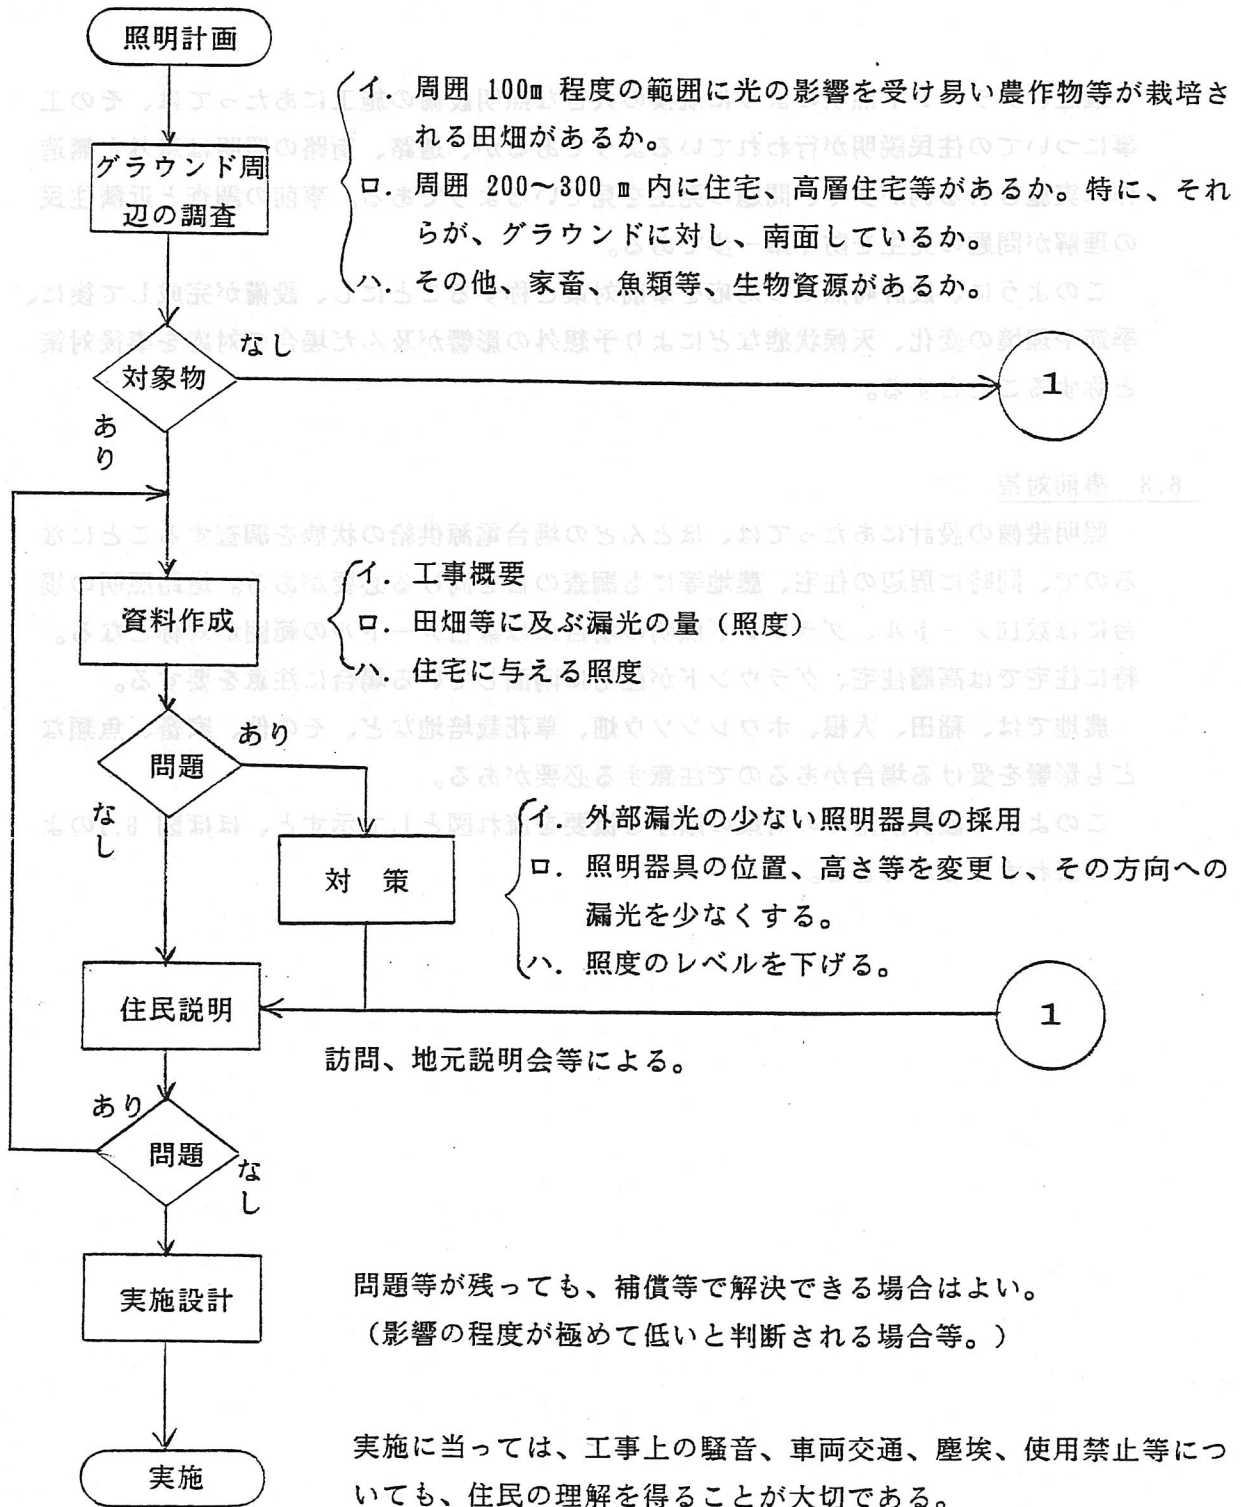 照明計画
イ. 周囲 100m 程度の範囲に光の影響を受け易い農作物等が栽培さ
れる田畑があるか。
グラウンド周
辺の調査
ロ. 周囲 200〜300 m 内に住宅、高層住宅等があるか。特に、それ
らが、グラウンドに対し、南面しているか。
ハ. その他、家畜、魚類等、生物資源があるか。
なし
対象物
1
あり
資料作成
イ. 工事概要
ロ. 田畑等に及ぶ漏光の量（照度）
ハ. 住宅に与える照度
あり
問題
なし
対 策
イ. 外部漏光の少ない照明器具の採用
ロ. 照明器具の位置、高さ等を変更し、その方向への
漏光を少なくする。
ハ. 照度のレベルを下げる。
住民説明
1
訪問、地元説明会等による。
あり
問題
なし
実施設計
問題等が残っても、補償等で解決できる場合はよい。
（影響の程度が極めて低いと判断される場合等。）
実施
実施に当っては、工事上の騒音、車両交通、塵埃、使用禁止等につ
いても、住民の理解を得ることが大切である。